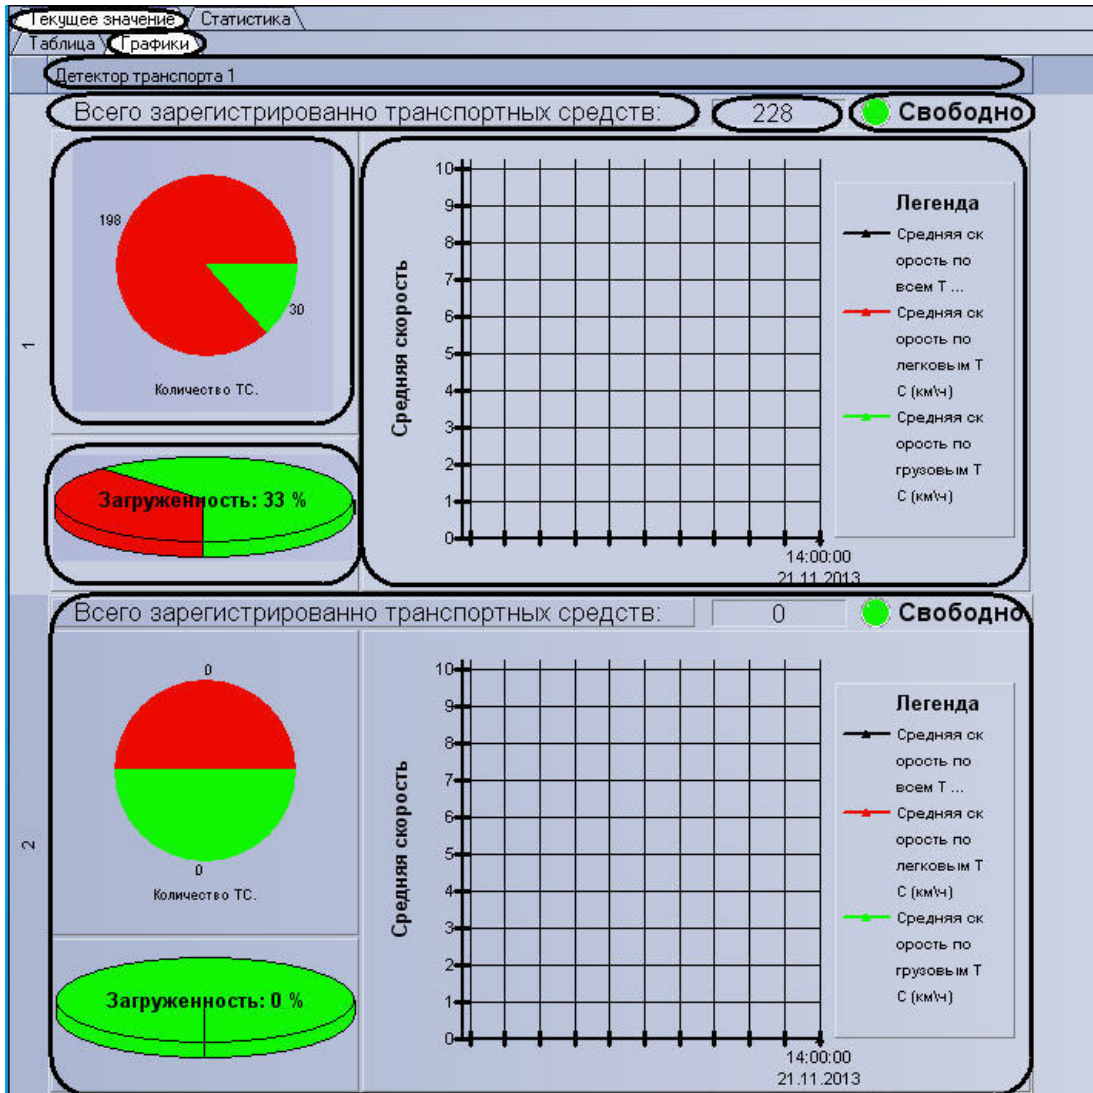 Текущее значение
Статистика
Таблица
Графики
Детектор транспорта 1
Всего зарегистрированно транспортных средств:
228
Свободно
1
198
30
Количество ТС.
Загруженность: 33 %
Средняя скорость
10
9
8
7
6
5
4
3
2
1
0
14:00:00
21.11.2013
Легенда
Средняя ск
орость по
всем Т ...
Средняя ск
орость по
легковым Т
С (км\ч)
Средняя ск
орость по
грузовым Т
С (км\ч)
Всего зарегистрированно транспортных средств:
0
Свободно
2
0
0
Количество ТС.
Загруженность: 0 %
Средняя скорость
10
9
8
7
6
5
4
3
2
1
0
14:00:00
21.11.2013
Легенда
Средняя ск
орость по
всем Т ...
Средняя ск
орость по
легковым Т
С (км\ч)
Средняя ск
орость по
грузовым Т
С (км\ч)